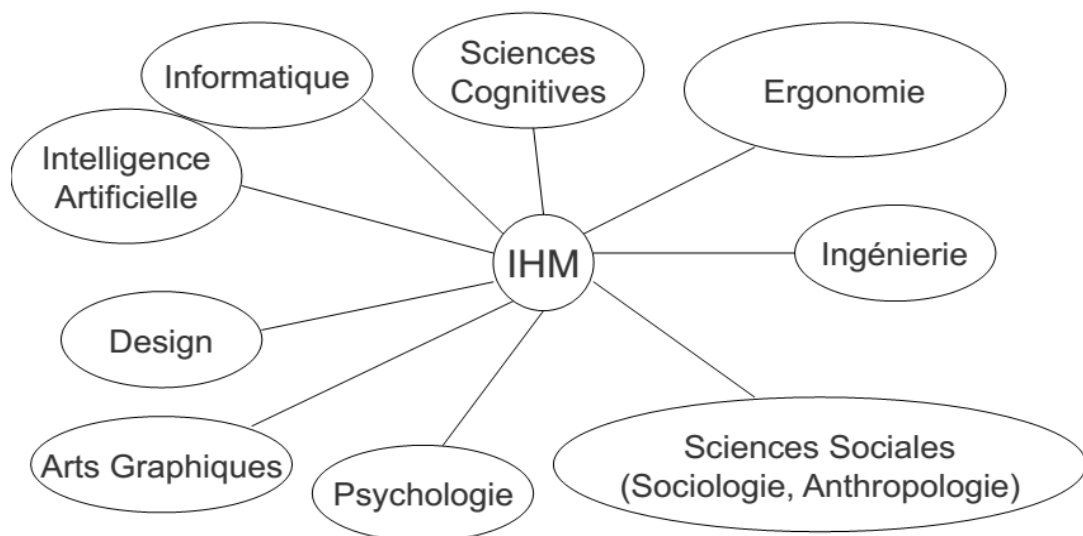 Informatique
Sciences
Cognitives
Ergonomie
Intelligence
Artificielle
IHM
Ingénierie
Design
Arts Graphiques
Psychologie
Sciences Sociales
(Sociologie, Anthropologie)